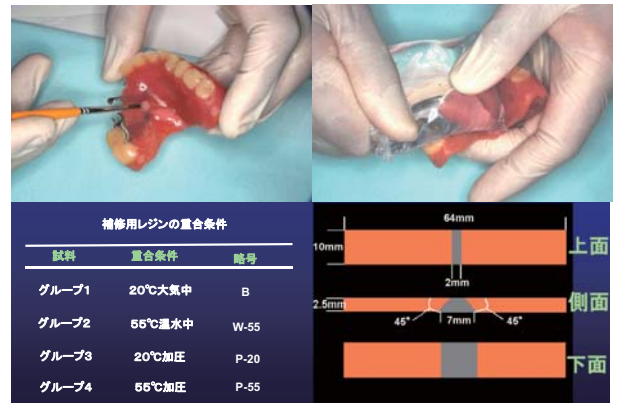 補修用レジンの重合条件
試料 重合条件 略号
グループ1 20℃大気中 B
グループ2 55℃温水中 W-55
グループ3 20℃加圧 P-20
グループ4 55℃加圧 P-55
64mm
10mm
上面
2mm
2.5mm
側面
45° 7mm 45°
下面